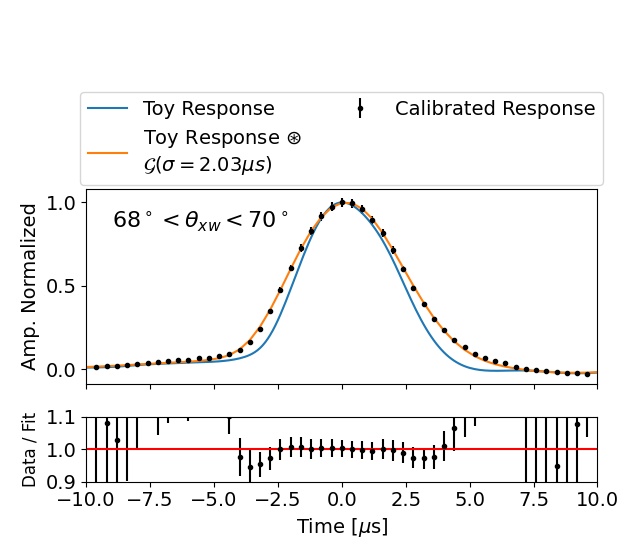 Toy Response
Calibrated Response
Toy Response ⊛
𝒢(σ = 2.03μs)
1.0
0.5
0.0
Amp. Normalized
68° < θxw < 70°
1.1
1.0
0.9
Data / Fit
−10.0 −7.5 −5.0 −2.5 0.0 2.5 5.0 7.5 10.0
Time [μs]